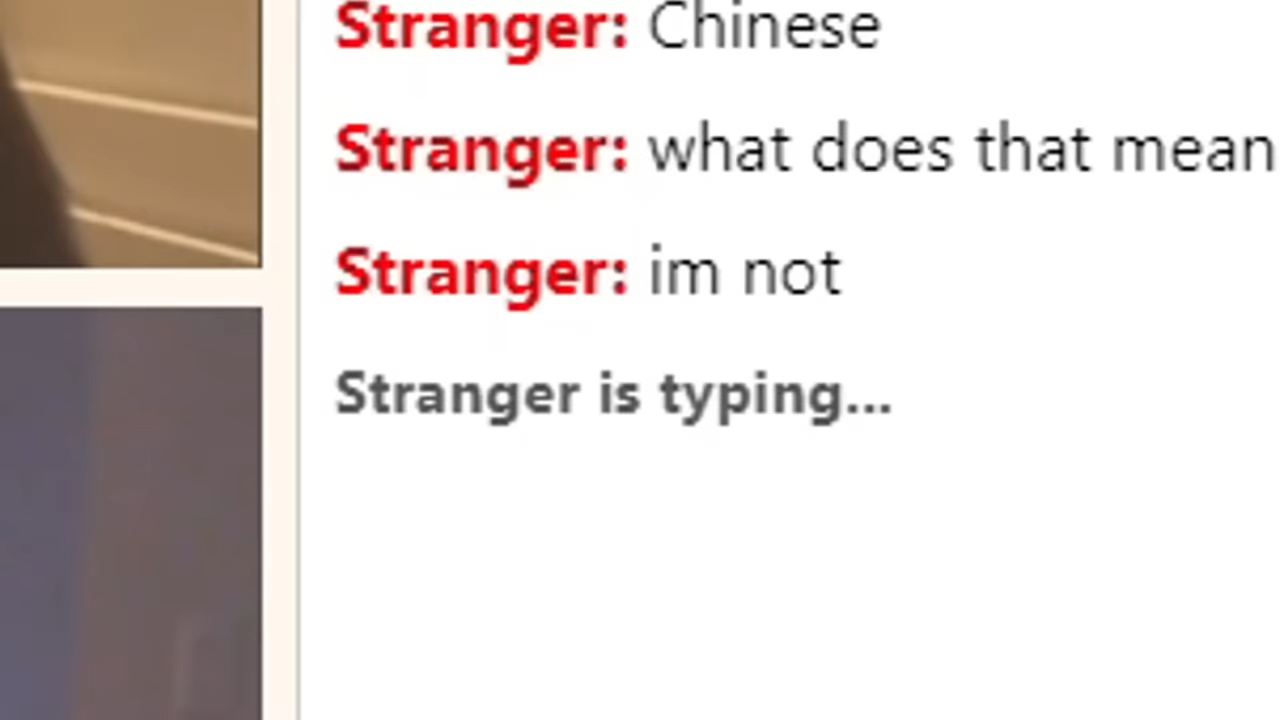 Stranger: Chinese
Stranger: what does that mean
Stranger: im not
Stranger is typing...